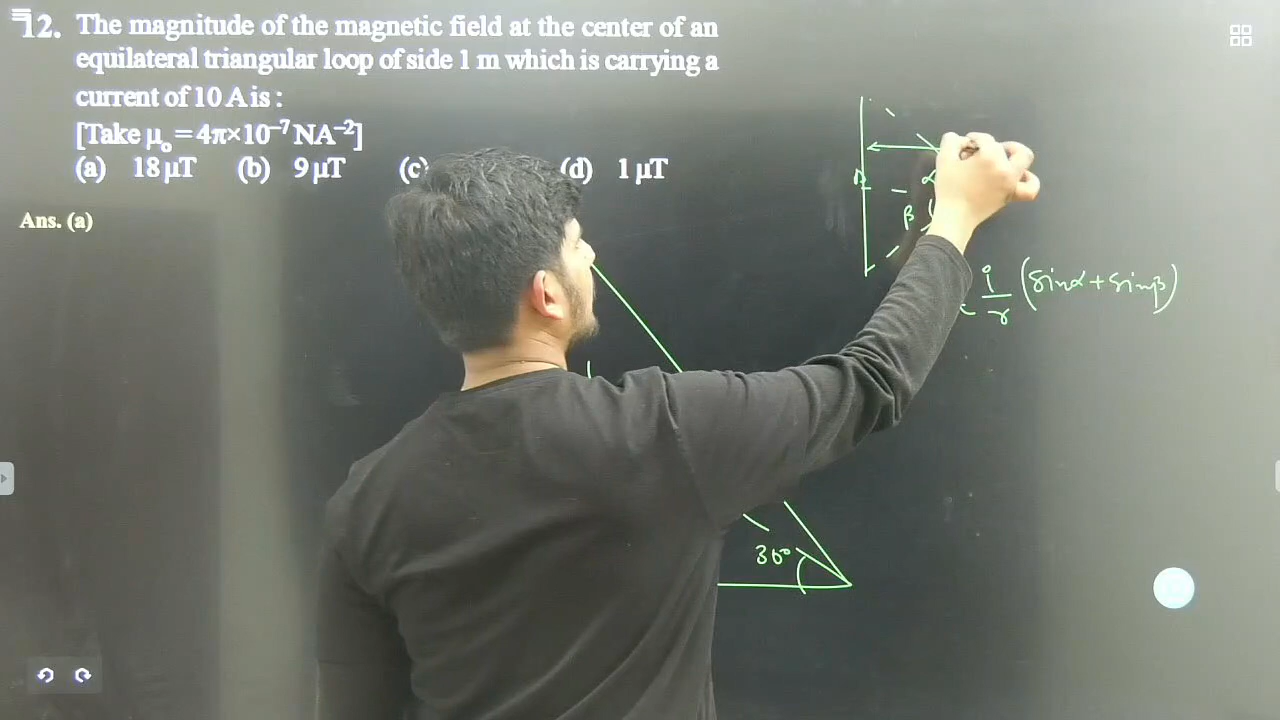 12. The magnitude of the magnetic field at the center of an
equilateral triangular loop of side 1 m which is carrying a
current of 10 A is :
[Take μ₀ = 4π×10⁻⁷ NA⁻²]
(a) 18 μT (b) 9 μT (c) (d) 1 μT
Ans. (a)
α
β
i/r (sinα + sinβ)
30°